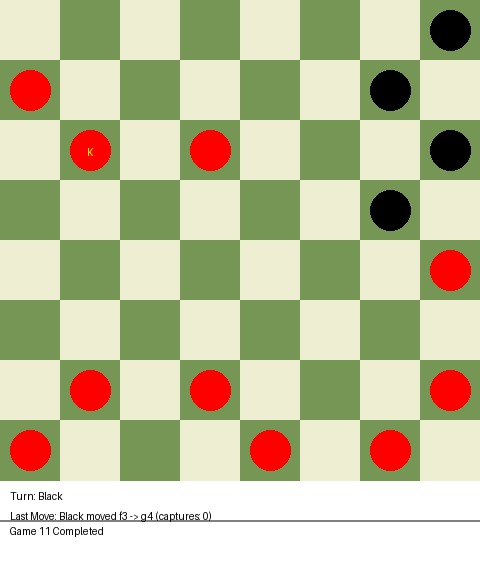 K
Turn: Black
Last Move: Black moved f3 -> g4 (captures: 0)
Game 11 Completed